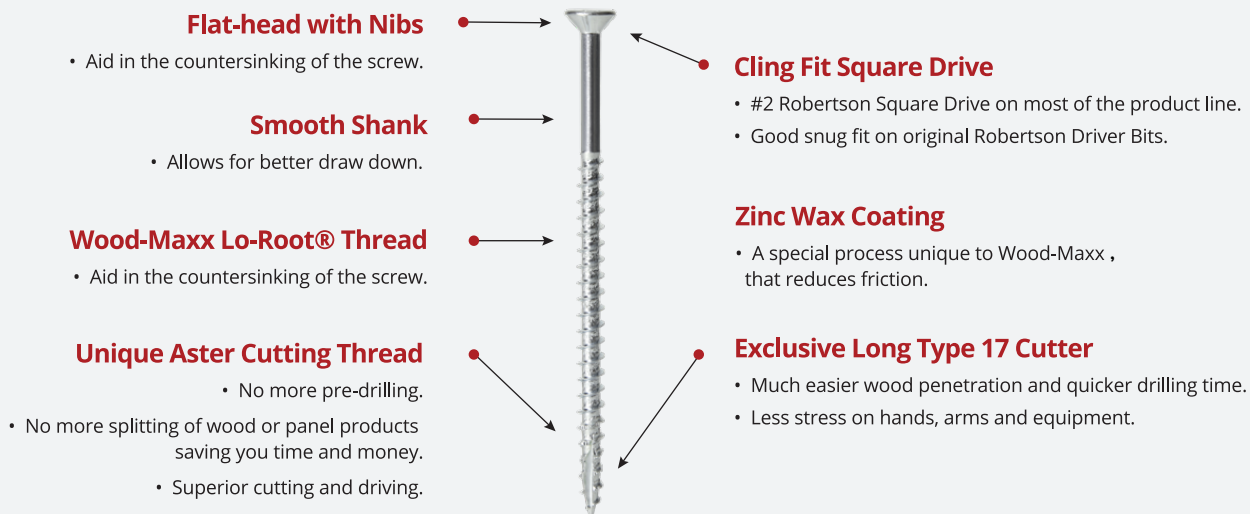 Flat-head with Nibs
• Aid in the countersinking of the screw.
Smooth Shank
• Allows for better draw down.
Wood-Maxx Lo-Root® Thread
• Aid in the countersinking of the screw.
Unique Aster Cutting Thread
• No more pre-drilling.
• No more splitting of wood or panel products
saving you time and money.
• Superior cutting and driving.
Cling Fit Square Drive
• #2 Robertson Square Drive on most of the product line.
• Good snug fit on original Robertson Driver Bits.
Zinc Wax Coating
• A special process unique to Wood-Maxx ,
that reduces friction.
Exclusive Long Type 17 Cutter
• Much easier wood penetration and quicker drilling time.
• Less stress on hands, arms and equipment.